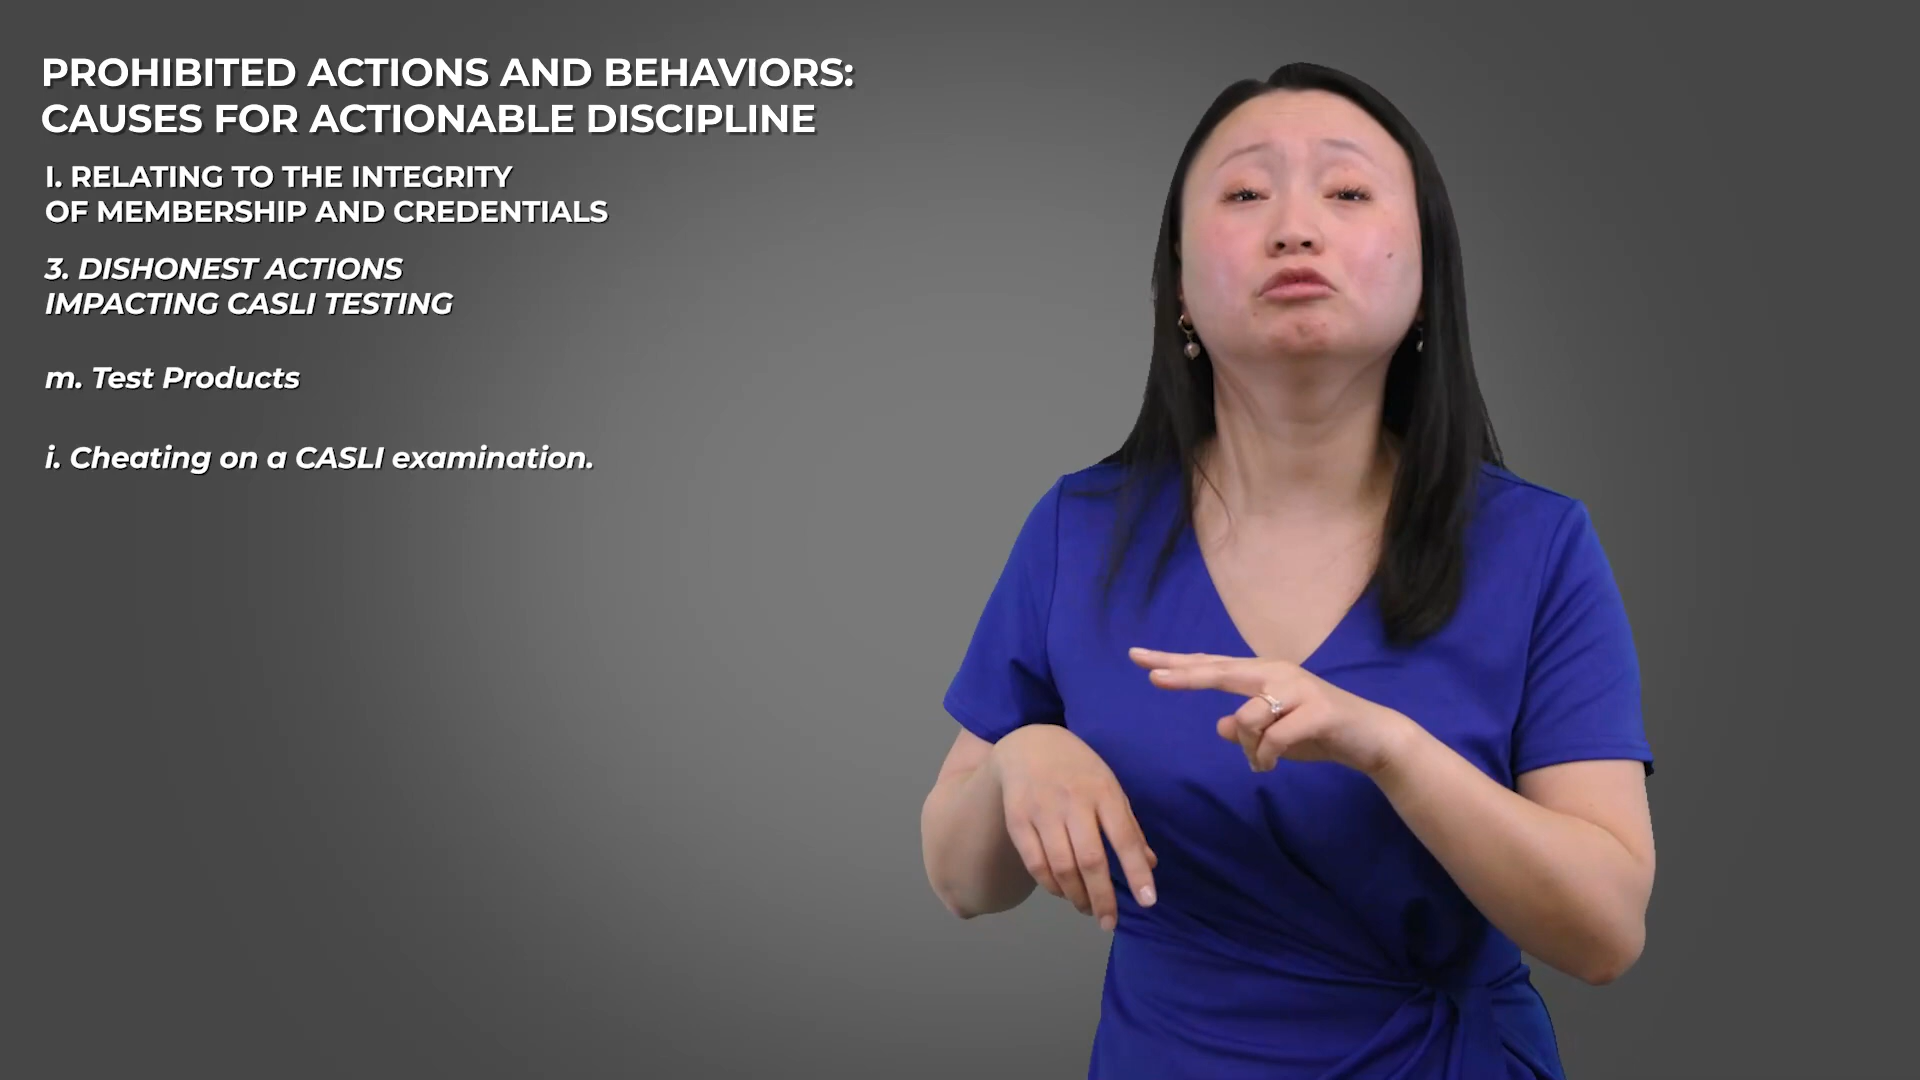 PROHIBITED ACTIONS AND BEHAVIORS:
CAUSES FOR ACTIONABLE DISCIPLINE
I. RELATING TO THE INTEGRITY
OF MEMBERSHIP AND CREDENTIALS
3. DISHONEST ACTIONS
IMPACTING CASLI TESTING
m. Test Products
i. Cheating on a CASLI examination.